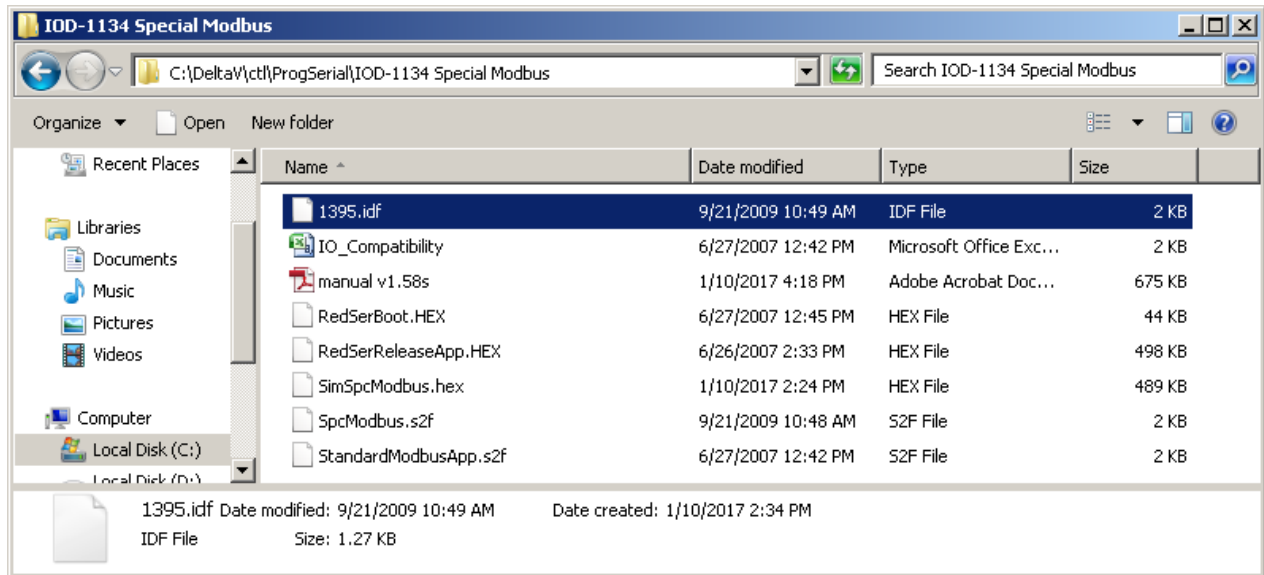 IOD-1134 Special Modbus
C:\DeltaV\ctl\ProgSerial\IOD-1134 Special Modbus
Search IOD-1134 Special Modbus
Organize Open New folder
Recent Places
Libraries
Documents
Music
Pictures
Videos
Computer
Local Disk (C:)
Local Disk (D:)
Name Date modified Type Size
1395.idf 9/21/2009 10:49 AM IDF File 2 KB
IO_Compatibility 6/27/2007 12:42 PM Microsoft Office Exc... 2 KB
manual v1.58s 1/10/2017 4:18 PM Adobe Acrobat Doc... 675 KB
RedSerBoot.HEX 6/27/2007 12:45 PM HEX File 44 KB
RedSerReleaseApp.HEX 6/26/2007 2:33 PM HEX File 498 KB
SimSpcModbus.hex 1/10/2017 2:24 PM HEX File 489 KB
SpcModbus.s2f 9/21/2009 10:48 AM S2F File 2 KB
StandardModbusApp.s2f 6/27/2007 12:42 PM S2F File 2 KB
1395.idf Date modified: 9/21/2009 10:49 AM Date created: 1/10/2017 2:34 PM
IDF File Size: 1.27 KB